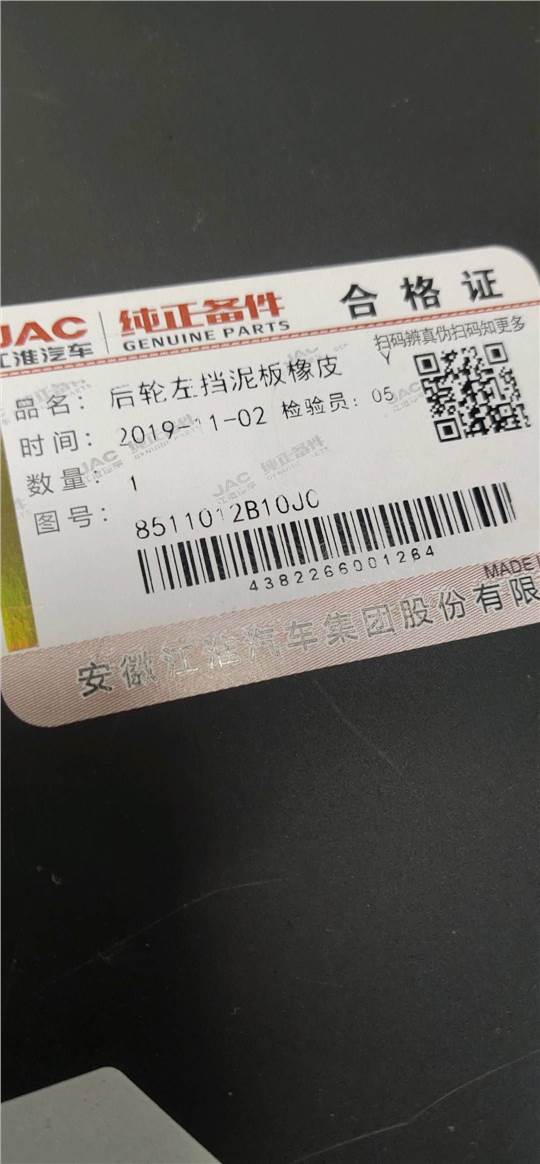 JAC 纯正备件 合格证
江淮汽车 GENUINE PARTS
扫码辨真伪扫码知更多
品名: 后轮左挡泥板橡皮 Y
时间: 2019-11-02 检验员: 05
数量: 1
图号: 8511012B10JC
4382266001264
MADE
安徽江淮汽车集团股份有限